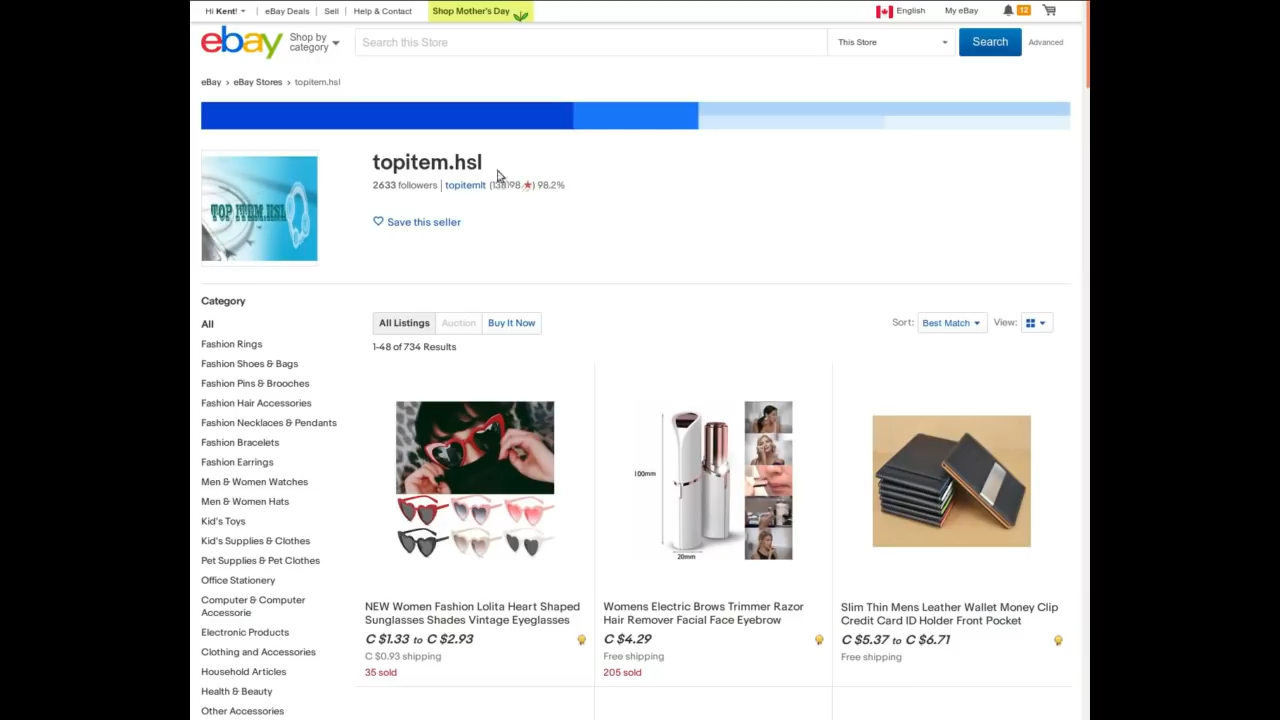 Hi Kent! eBay Deals Sell Help & Contact Shop Mother's Day English My eBay 12
ebay Shop by category Search this Store This Store Search Advanced
eBay > eBay Stores > topitem.hsl
topitem.hsl
2633 followers | topitemlt 98.2%
TOP ITEM.HSL
Save this seller
Category
All
Fashion Rings
Fashion Shoes & Bags
Fashion Pins & Brooches
Fashion Hair Accessories
Fashion Necklaces & Pendants
Fashion Bracelets
Fashion Earrings
Men & Women Watches
Men & Women Hats
Kid's Toys
Kid's Supplies & Clothes
Pet Supplies & Pet Clothes
Office Stationery
Computer & Computer
Accessorie
Electronic Products
Clothing and Accessories
Household Articles
Health & Beauty
Other Accessories
All Listings Auction Buy It Now Sort: Best Match View:
1-48 of 734 Results
100mm
20mm
NEW Women Fashion Lolita Heart Shaped
Sunglasses Shades Vintage Eyeglasses
C $1.33 to C $2.93
C $0.93 shipping
35 sold
Womens Electric Brows Trimmer Razor
Hair Remover Facial Face Eyebrow
C $4.29
Free shipping
205 sold
Slim Thin Mens Leather Wallet Money Clip
Credit Card ID Holder Front Pocket
C $5.37 to C $6.71
Free shipping